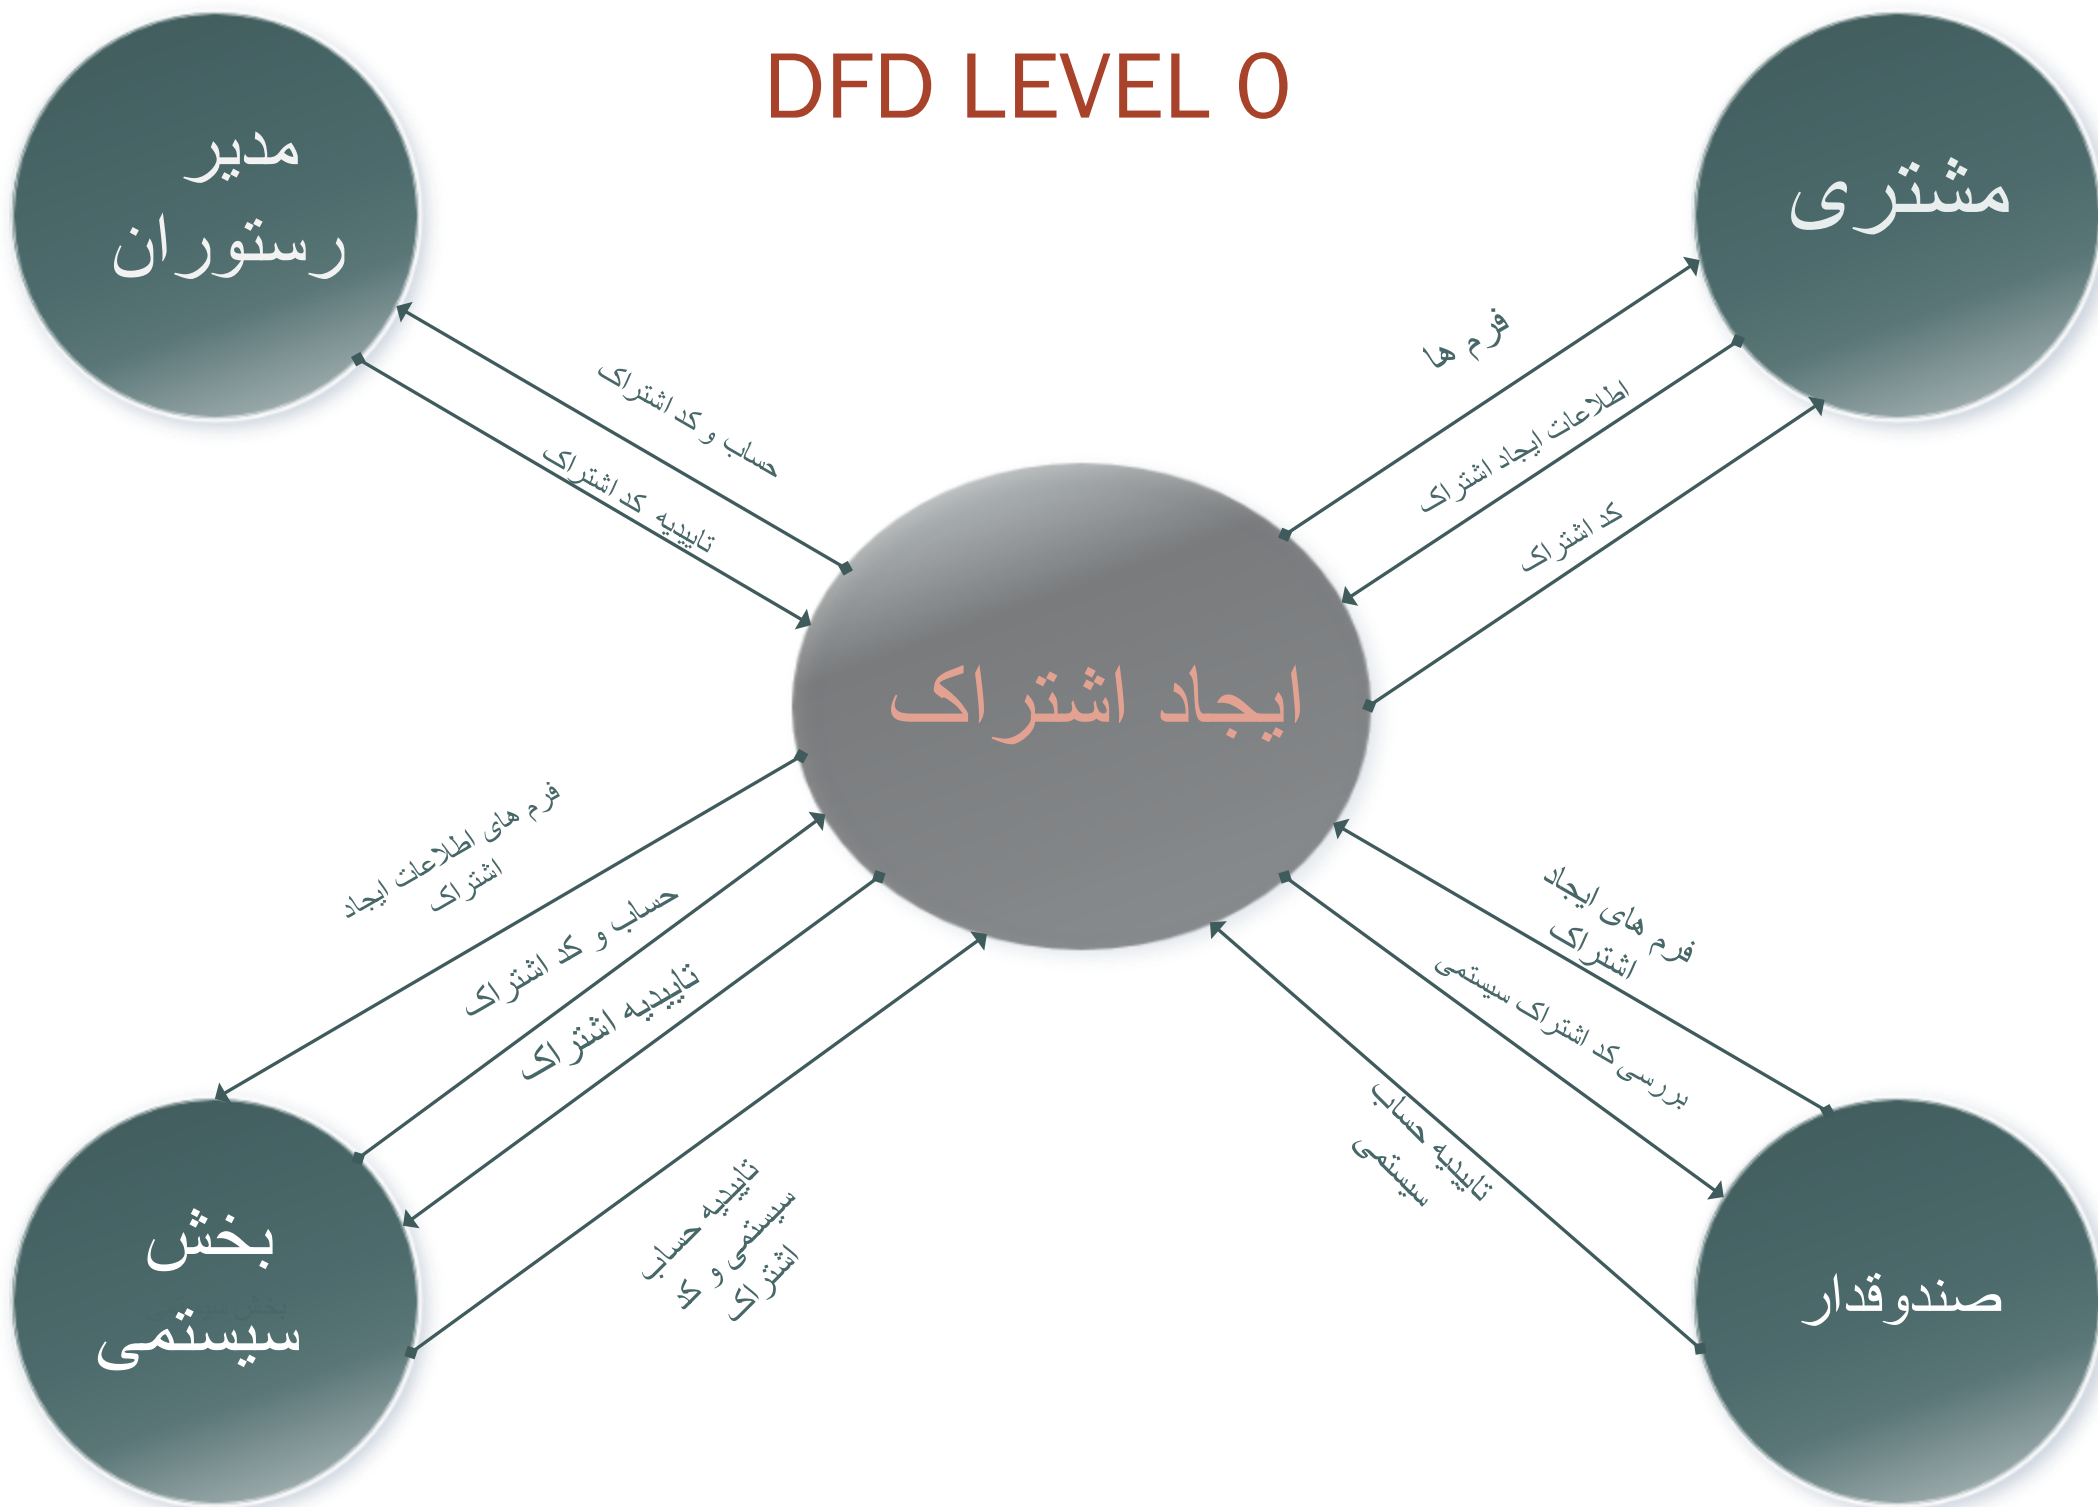 DFD LEVEL 0
مدیر
رستوران
مشتری
فرم ها
اطلاعات ایجاد اشتراک
کد اشتراک
حساب و کد اشتراک
تاییدیه کد اشتراک
ایجاد اشتراک
فرم های اطلاعات ایجاد
اشتراک
حساب و کد اشتراک
تاییدیه اشتراک
تاییدیه حساب
سیستمی و کد
اشتراک
فرم های ایجاد
اشتراک
بررسی کد اشتراک سیستمی
تاییدیه حساب
سیستمی
بخش
سیستمی
صندوقدار